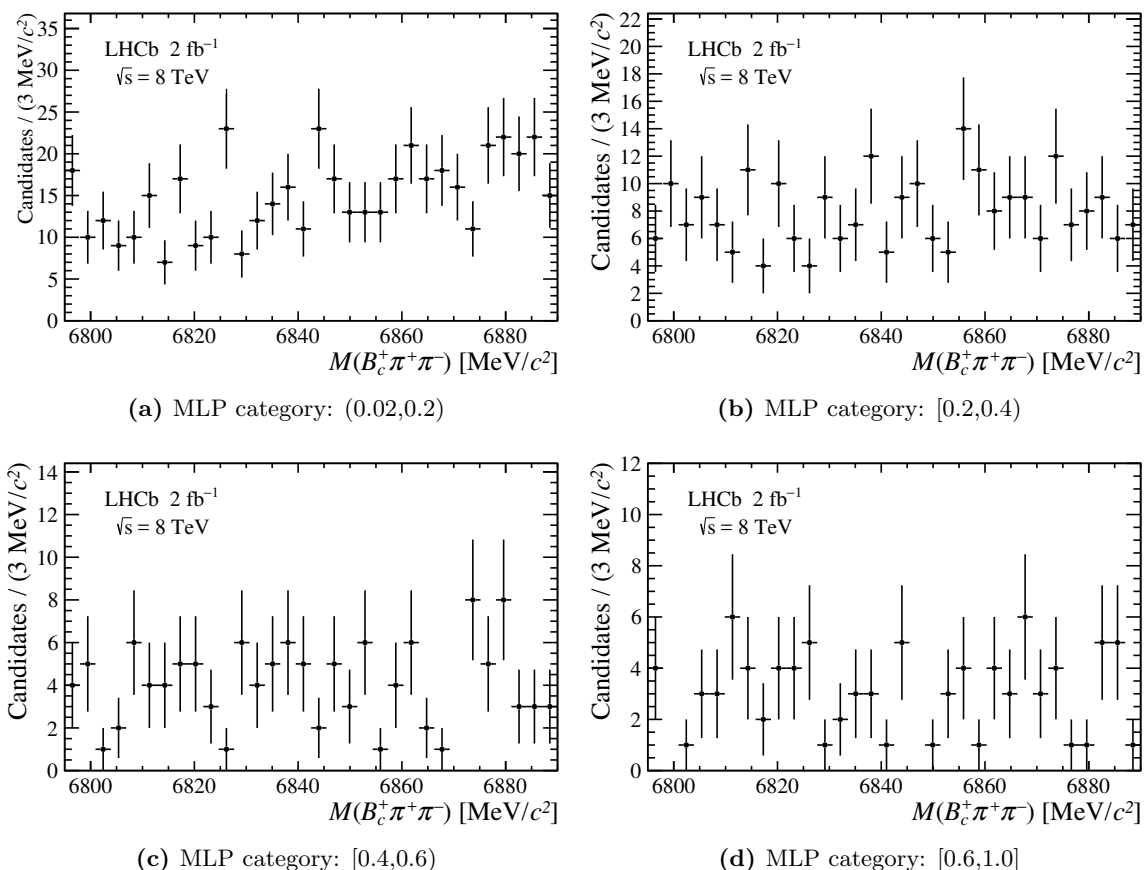 Candidates / (3 MeV/c²)
35
30
25
20
15
10
5
0
LHCb 2 fb⁻¹
√s = 8 TeV
6800 6820 6840 6860 6880
M(B_c⁺π⁺π⁻) [MeV/c²]
(a) MLP category: (0.02,0.2)
Candidates / (3 MeV/c²)
22
20
18
16
14
12
10
8
6
4
2
0
LHCb 2 fb⁻¹
√s = 8 TeV
6800 6820 6840 6860 6880
M(B_c⁺π⁺π⁻) [MeV/c²]
(b) MLP category: [0.2,0.4)
Candidates / (3 MeV/c²)
14
12
10
8
6
4
2
0
LHCb 2 fb⁻¹
√s = 8 TeV
6800 6820 6840 6860 6880
M(B_c⁺π⁺π⁻) [MeV/c²]
(c) MLP category: [0.4,0.6)
Candidates / (3 MeV/c²)
12
10
8
6
4
2
0
LHCb 2 fb⁻¹
√s = 8 TeV
6800 6820 6840 6860 6880
M(B_c⁺π⁺π⁻) [MeV/c²]
(d) MLP category: [0.6,1.0]